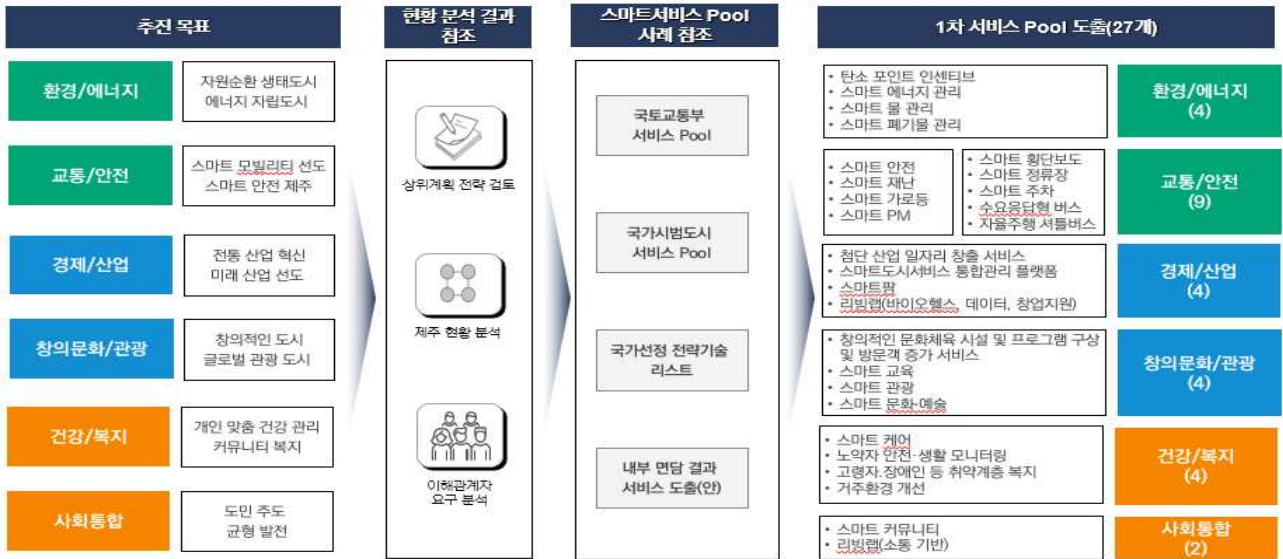 추진 목표
환경/에너지
자원순환 생태도시
에너지 자립도시
교통/안전
스마트 모빌리티 선도
스마트 안전 제주
경제/산업
전통 산업 혁신
미래 산업 선도
창의문화/관광
창의적인 도시
글로벌 관광 도시
건강/복지
개인 맞춤 건강 관리
커뮤니티 복지
사회통합
도민 주도
균형 발전
현황 분석 결과
참조
상위계획 전략 검토
제주 현황 분석
이해관계자
요구 분석
스마트서비스 Pool
사례 참조
국토교통부
서비스 Pool
국가시범도시
서비스 Pool
국가선정 전략기술
리스트
내부 면담 결과
서비스 도출(안)
1차 서비스 Pool 도출(27개)
• 탄소 포인트 인센티브
• 스마트 에너지 관리
• 스마트 물 관리
• 스마트 폐기물 관리
환경/에너지
(4)
• 스마트 안전
• 스마트 재난
• 스마트 가로등
• 스마트 PM
• 스마트 횡단보도
• 스마트 정류장
• 스마트 주차
• 수요응답형 버스
• 자율주행 셔틀버스
교통/안전
(9)
• 첨단 산업 일자리 창출 서비스
• 스마트도시서비스 통합관리 플랫폼
• 스마트팜
• 리빙랩(바이오헬스, 데이터, 창업지원)
경제/산업
(4)
• 창의적인 문화체육 시설 및 프로그램 구상
및 방문객 증가 서비스
• 스마트 교육
• 스마트 관광
• 스마트 문화·예술
창의문화/관광
(4)
• 스마트 케어
• 노약자 안전·생활 모니터링
• 고령자.장애인 등 취약계층 복지
• 거주환경 개선
건강/복지
(4)
• 스마트 커뮤니티
• 리빙랩(소통 기반)
사회통합
(2)